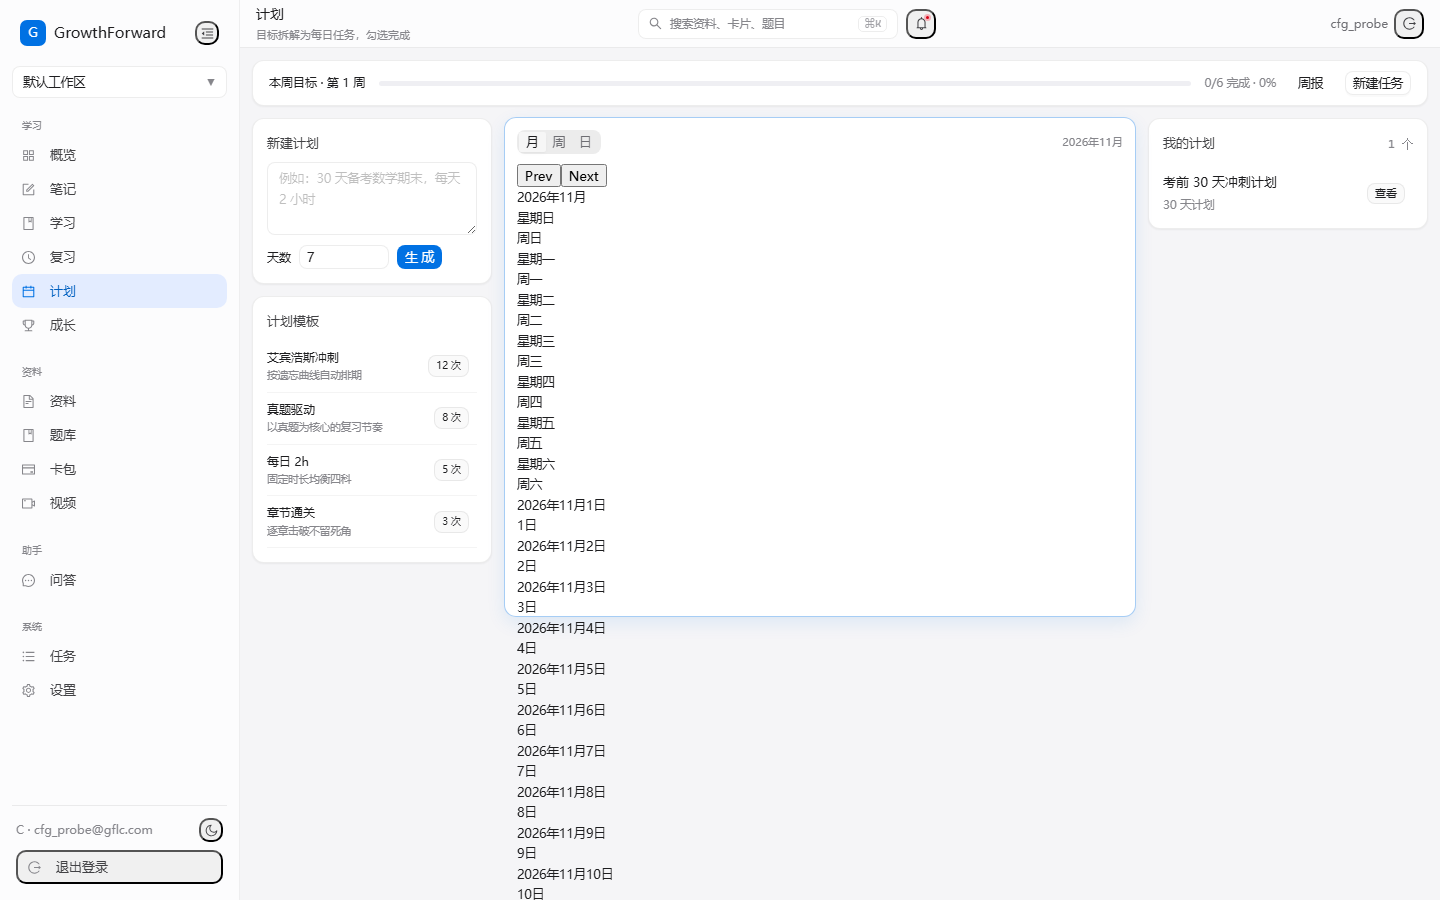 G GrowthForward
默认工作区 ▼
学习
概览
笔记
学习
复习
计划
成长
资料
资料
题库
卡包
视频
助手
问答
系统
任务
设置
C · cfg_probe@gflc.com
退出登录
计划
目标拆解为每日任务，勾选完成
搜索资料、卡片、题目 ⌘K
cfg_probe
本周目标 · 第 1 周 0/6 完成 · 0% 周报 新建任务
新建计划
例如：30 天备考数学期末，每天
2 小时
天数 7 生成
计划模板
艾宾浩斯冲刺 12 次
按遗忘曲线自动排期
真题驱动 8 次
以真题为核心的复习节奏
每日 2h 5 次
固定时长均衡四科
章节通关 3 次
逐章击破不留死角
月 周 日 2026年11月
Prev Next
2026年11月
星期日
周日
星期一
周一
星期二
周二
星期三
周三
星期四
周四
星期五
周五
星期六
周六
2026年11月1日
1日
2026年11月2日
2日
2026年11月3日
3日
2026年11月4日
4日
2026年11月5日
5日
2026年11月6日
6日
2026年11月7日
7日
2026年11月8日
8日
2026年11月9日
9日
2026年11月10日
10日
我的计划 1 个
考前 30 天冲刺计划 查看
30 天计划